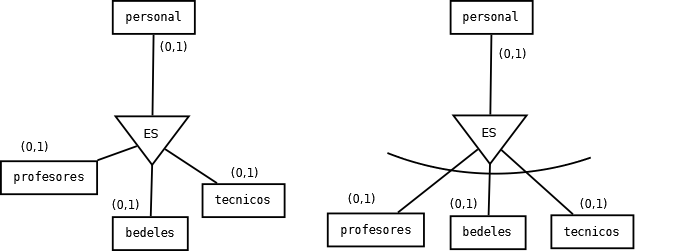 personal
(0,1)
ES
(0,1)
profesores
(0,1)
tecnicos
(0,1)
bedeles
personal
(0,1)
ES
(0,1)
profesores
(0,1)
bedeles
(0,1)
tecnicos